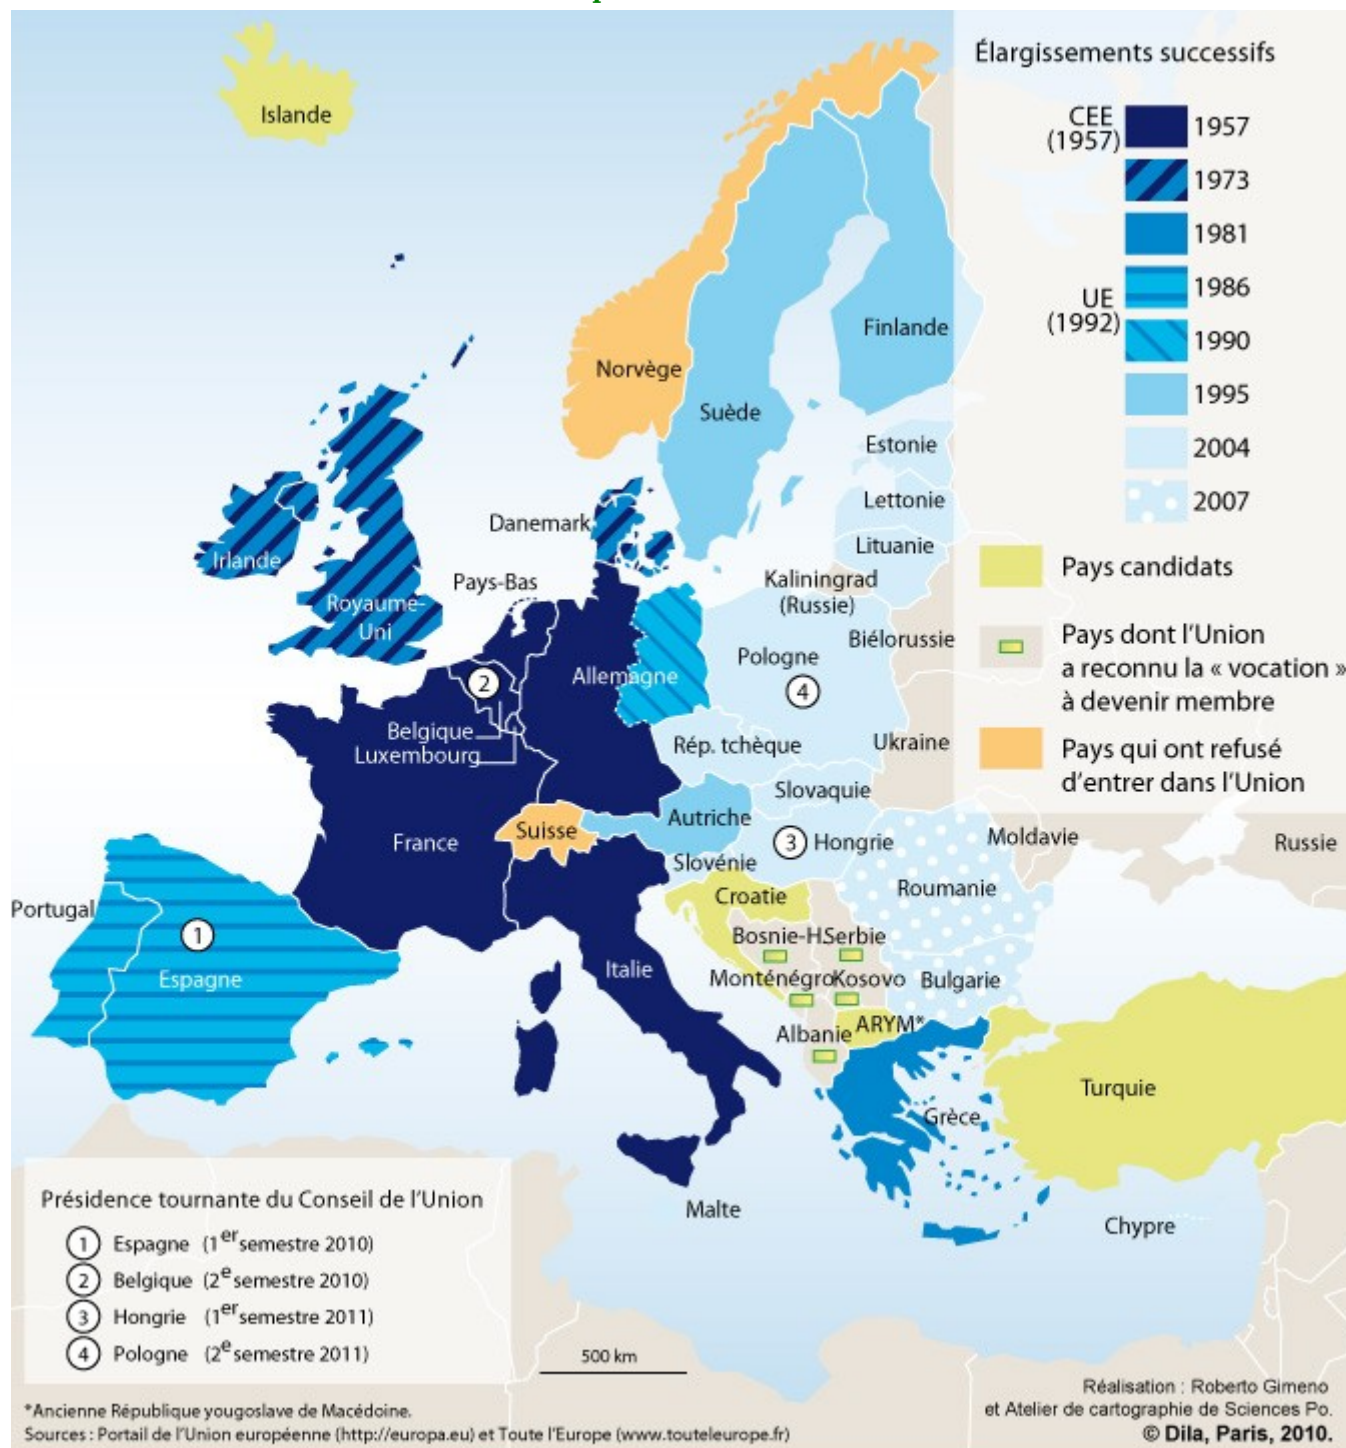 Élargissements successifs
CEE
(1957)
1957
1973
1981
UE
(1992)
1986
1990
1995
2004
2007
Pays candidats
Pays dont l'Union
a reconnu la « vocation »
à devenir membre
Pays qui ont refusé
d'entrer dans l'Union
Islande
Finlande
Norvège
Suède
Estonie
Lettonie
Danemark
Lituanie
Irlande
Pays-Bas
Kaliningrad
(Russie)
Royaume-
Uni
Biélorussie
Pologne
4
Allemagne
2
Belgique
Luxembourg
Rép. tchèque
Ukraine
Slovaquie
Autriche
Suisse
France
3
Hongrie
Moldavie
Russie
Slovénie
Roumanie
Croatie
Portugal
1
Espagne
Bosnie-H.
Serbie
Italie
Monténégro
Kosovo
Bulgarie
Albanie
ARYM*
Turquie
Grèce
Malte
Chypre
Présidence tournante du Conseil de l'Union
1 Espagne (1er semestre 2010)
2 Belgique (2e semestre 2010)
3 Hongrie (1er semestre 2011)
4 Pologne (2e semestre 2011)
500 km
*Ancienne République yougoslave de Macédoine.
Sources : Portail de l'Union européenne (http://europa.eu) et Toute l'Europe (www.touteleurope.fr)
Réalisation : Roberto Gimeno
et Atelier de cartographie de Sciences Po.
© Dila, Paris, 2010.